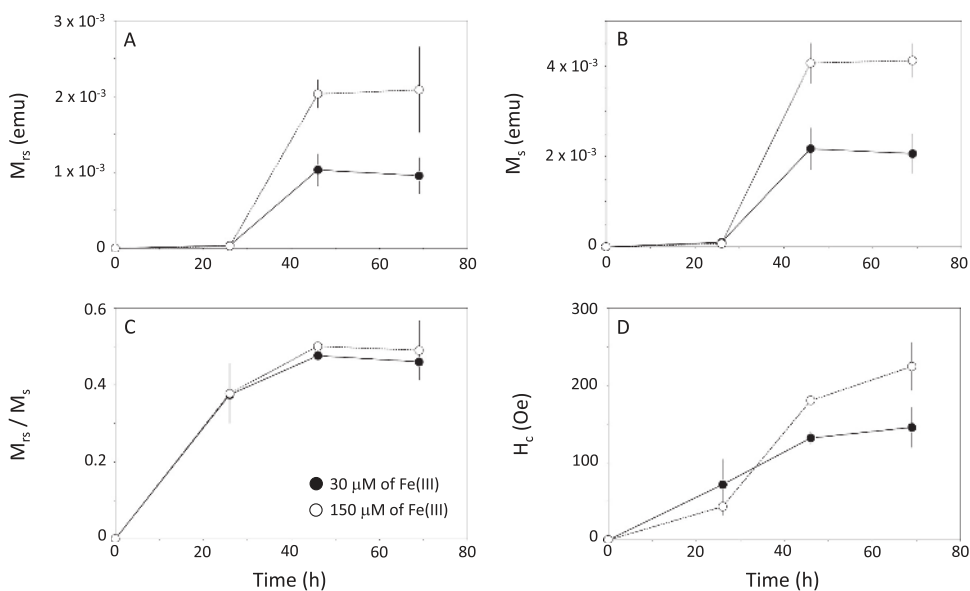 A
M_rs (emu)
3 x 10^-3
2 x 10^-3
1 x 10^-3
0
0 20 40 60 80
B
M_s (emu)
4 x 10^-3
2 x 10^-3
0
0 20 40 60 80
C
M_rs / M_s
0.6
0.4
0.2
0
30 μM of Fe(III)
150 μM of Fe(III)
0 20 40 60 80
Time (h)
D
H_c (Oe)
300
200
100
0
0 20 40 60 80
Time (h)